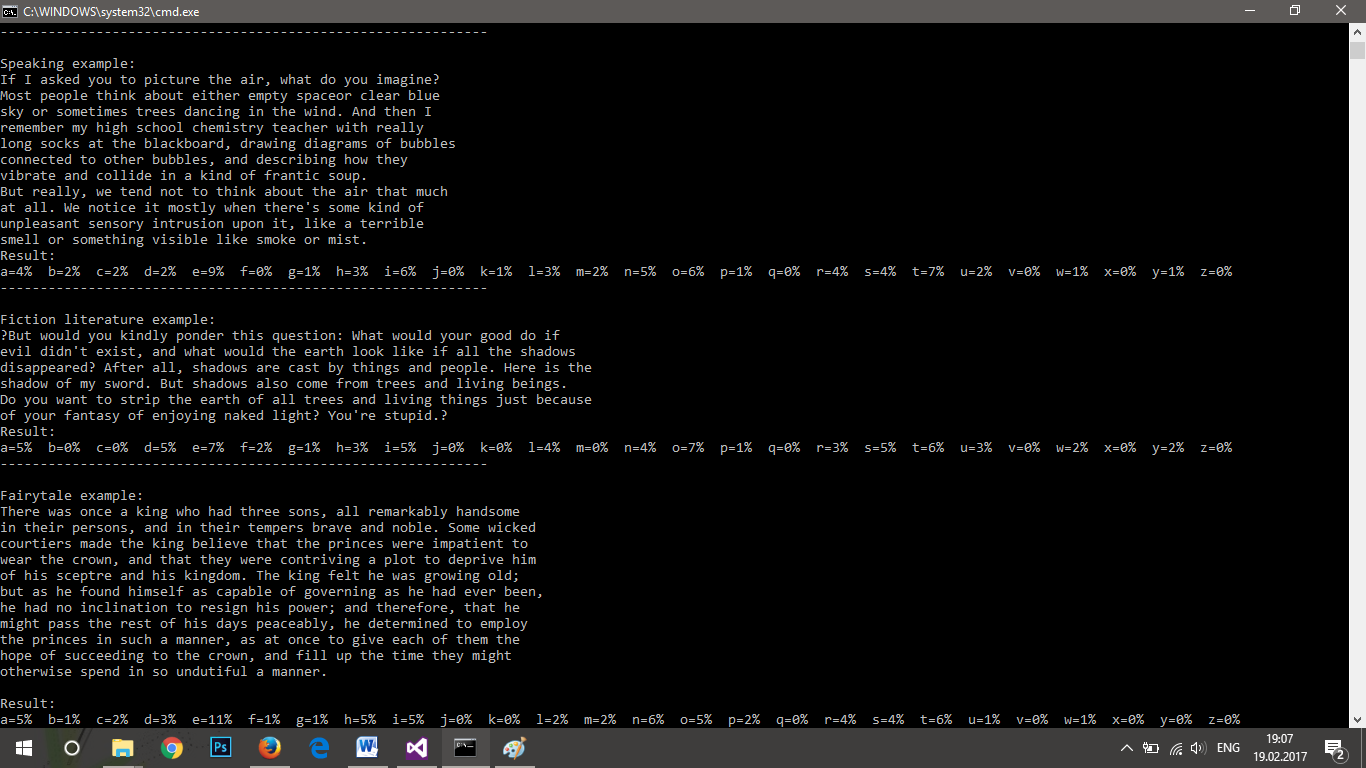 C:\WINDOWS\system32\cmd.exe
-------------------------------------------------------------
Speaking example:
If I asked you to picture the air, what do you imagine?
Most people think about either empty spaceor clear blue
sky or sometimes trees dancing in the wind. And then I
remember my high school chemistry teacher with really
long socks at the blackboard, drawing diagrams of bubbles
connected to other bubbles, and describing how they
vibrate and collide in a kind of frantic soup.
But really, we tend not to think about the air that much
at all. We notice it mostly when there's some kind of
unpleasant sensory intrusion upon it, like a terrible
smell or something visible like smoke or mist.
Result:
a=4%  b=2%  c=2%  d=2%  e=9%  f=0%  g=1%  h=3%  i=6%  j=0%  k=1%  l=3%  m=2%  n=5%  o=6%  p=1%  q=0%  r=4%  s=4%  t=7%  u=2%  v=0%  w=1%  x=0%  y=1%  z=0%
-------------------------------------------------------------
Fiction literature example:
?But would you kindly ponder this question: What would your good do if
evil didn't exist, and what would the earth look like if all the shadows
disappeared? After all, shadows are cast by things and people. Here is the
shadow of my sword. But shadows also come from trees and living beings.
Do you want to strip the earth of all trees and living things just because
of your fantasy of enjoying naked light? You're stupid.?
Result:
a=5%  b=0%  c=0%  d=5%  e=7%  f=2%  g=1%  h=3%  i=5%  j=0%  k=0%  l=4%  m=0%  n=4%  o=7%  p=1%  q=0%  r=3%  s=5%  t=6%  u=3%  v=0%  w=2%  x=0%  y=2%  z=0%
-------------------------------------------------------------
Fairytale example:
There was once a king who had three sons, all remarkably handsome
in their persons, and in their tempers brave and noble. Some wicked
courtiers made the king believe that the princes were impatient to
wear the crown, and that they were contriving a plot to deprive him
of his sceptre and his kingdom. The king felt he was growing old;
but as he found himself as capable of governing as he had ever been,
he had no inclination to resign his power; and therefore, that he
might pass the rest of his days peaceably, he determined to employ
the princes in such a manner, as at once to give each of them the
hope of succeeding to the crown, and fill up the time they might
otherwise spend in so undutiful a manner.
Result:
a=5%  b=1%  c=2%  d=3%  e=11%  f=1%  g=1%  h=5%  i=5%  j=0%  k=0%  l=2%  m=2%  n=6%  o=5%  p=2%  q=0%  r=4%  s=4%  t=6%  u=1%  v=0%  w=1%  x=0%  y=0%  z=0%
Ps
ENG
19:07
19.02.2017
2